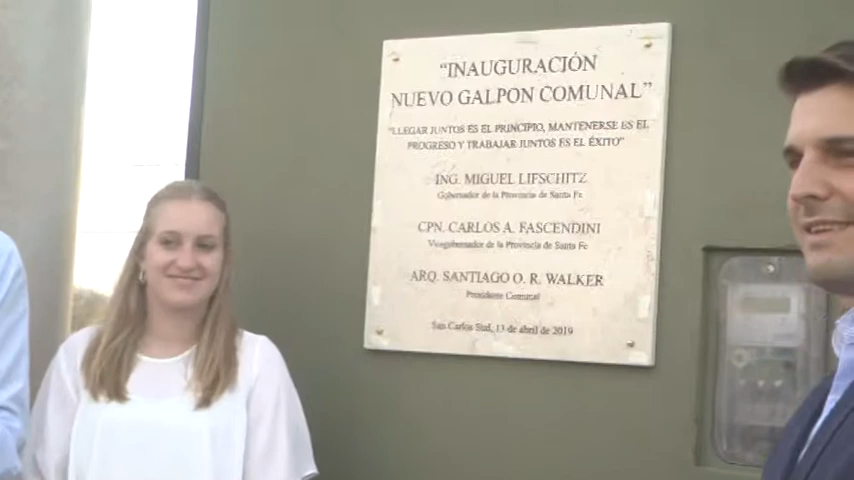 "INAUGURACIÓN
NUEVO GALPON COMUNAL"
"LLEGAR JUNTOS ES EL PRINCIPIO, MANTENERSE ES EL
PROGRESO Y TRABAJAR JUNTOS ES EL ÉXITO"
ING. MIGUEL LIFSCHITZ
Gobernador de la Provincia de Santa Fe
CPN. CARLOS A. FASCENDINI
Vicegobernador de la Provincia de Santa Fe
ARQ. SANTIAGO O. R. WALKER
Presidente Comunal
San Carlos Sud, 13 de abril de 2019